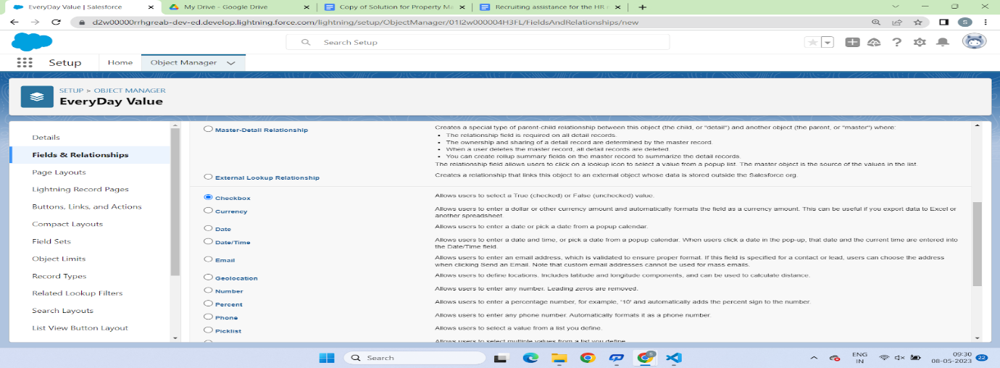 EveryDay Value | Salesforce
My Drive - Google Drive
Copy of Solution for Property Ma
Recruiting assistance for the HR r
d2w00000rrhgreab-dev-ed.develop.lightning.force.com/lightning/setup/ObjectManager/01I2w000004H3FL/FieldsAndRelationships/new
S
Search Setup
Setup
Home
Object Manager
SETUP > OBJECT MANAGER
EveryDay Value
Details
Fields & Relationships
Page Layouts
Lightning Record Pages
Buttons, Links, and Actions
Compact Layouts
Field Sets
Object Limits
Record Types
Related Lookup Filters
Search Layouts
List View Button Layout
Master-Detail Relationship
Creates a special type of parent-child relationship between this object (the child, or "detail") and another object (the parent, or "master") where:
• The relationship field is required on all detail records.
• The ownership and sharing of a detail record are determined by the master record.
• When a user deletes the master record, all detail records are deleted.
• You can create rollup summary fields on the master record to summarize the detail records.
The relationship field allows users to click on a lookup icon to select a value from a popup list. The master object is the source of the values in the list.
External Lookup Relationship
Creates a relationship that links this object to an external object whose data is stored outside the Salesforce org.
Checkbox
Allows users to select a True (checked) or False (unchecked) value.
Currency
Allows users to enter a dollar or other currency amount and automatically formats the field as a currency amount. This can be useful if you export data to Excel or
another spreadsheet.
Date
Allows users to enter a date or pick a date from a popup calendar.
Date/Time
Allows users to enter a date and time, or pick a date from a popup calendar. When users click a date in the pop-up, that date and the current time are entered into
the Date/Time field.
Email
Allows users to enter an email address, which is validated to ensure proper format. If this field is specified for a contact or lead, users can choose the address
when clicking Send an Email. Note that custom email addresses cannot be used for mass emails.
Geolocation
Allows users to define locations. Includes latitude and longitude components, and can be used to calculate distance.
Number
Allows users to enter any number. Leading zeros are removed.
Percent
Allows users to enter a percentage number, for example, '10' and automatically adds the percent sign to the number.
Phone
Allows users to enter any phone number. Automatically formats it as a phone number.
Picklist
Allows users to select a value from a list you define.
Allows users to select multiple values from a list you define.
Search
S
ENG
IN
09:30
08-05-2023
22